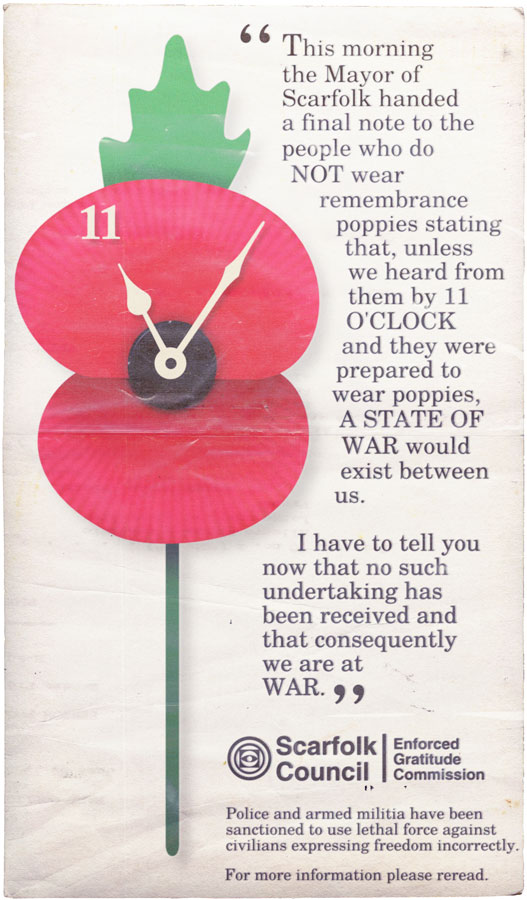 11
“ This morning
the Mayor of
Scarfolk handed
a final note to the
people who do
NOT wear
remembrance
poppies stating
that, unless
we heard from
them by 11
O'CLOCK
and they were
prepared to
wear poppies,
A STATE OF
WAR would
exist between
us.
I have to tell you
now that no such
undertaking has
been received and
that consequently
we are at
WAR. ”
Scarfolk
Council
Enforced
Gratitude
Commission
Police and armed militia have been
sanctioned to use lethal force against
civilians expressing freedom incorrectly.
For more information please reread.